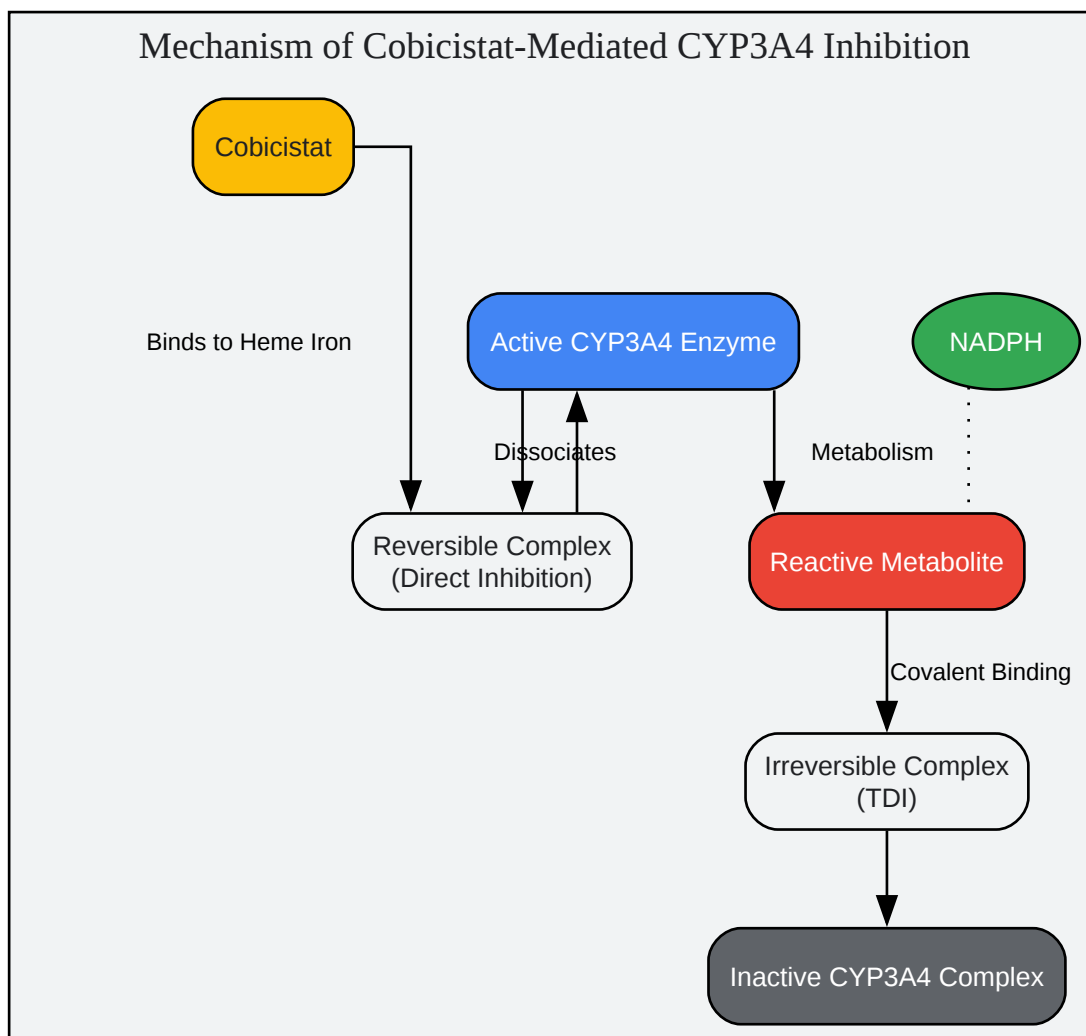 Mechanism of Cobicistat-Mediated CYP3A4 Inhibition
Cobicistat
Binds to Heme Iron
Active CYP3A4 Enzyme
NADPH
Dissociates
Metabolism
Reversible Complex
(Direct Inhibition)
Reactive Metabolite
Covalent Binding
Irreversible Complex
(TDI)
Inactive CYP3A4 Complex